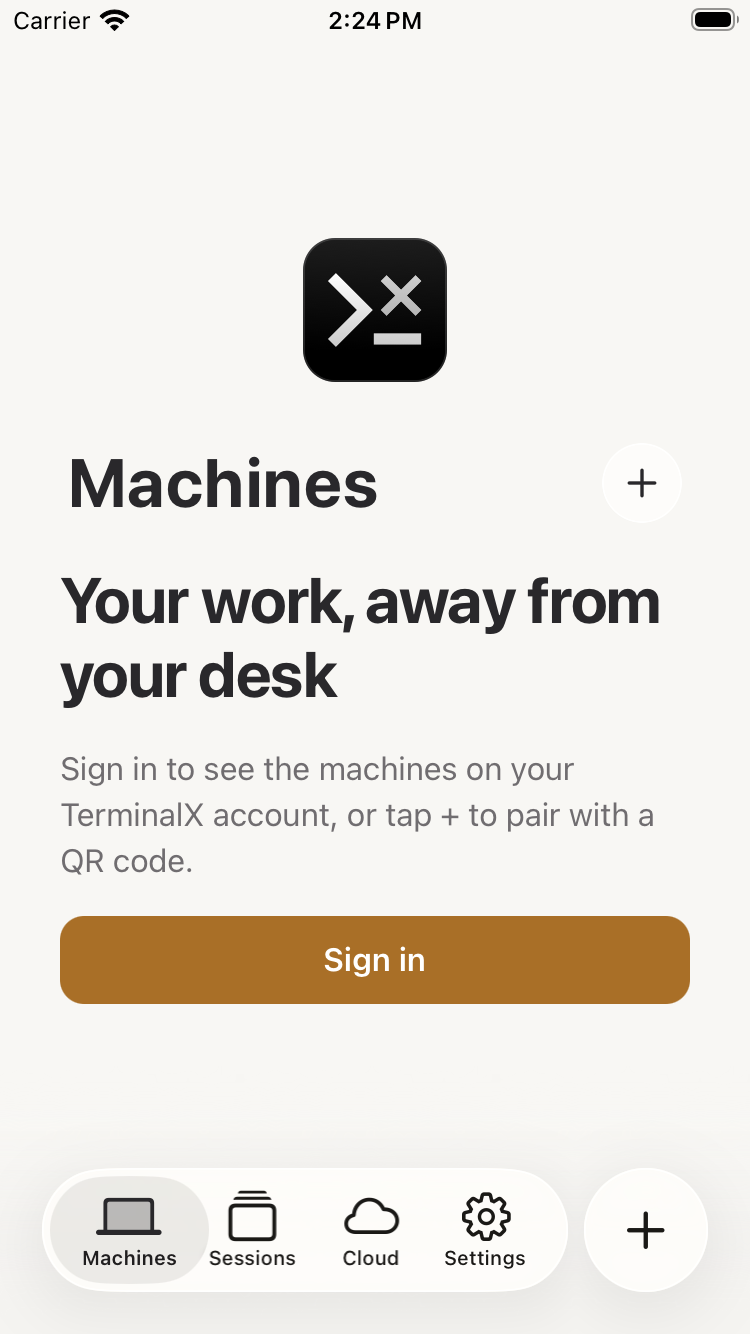 Carrier 2:24 PM
Machines
Your work, away from
your desk
Sign in to see the machines on your
TerminalX account, or tap + to pair with a
QR code.
Sign in
Machines Sessions Cloud Settings